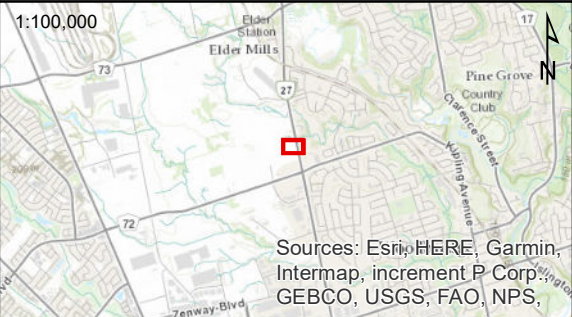 1:100,000
Elder
Station
Elder Mills
17
73
Pine Grove
27
Country
Club
Clarence Street
N
Kipling Avenue
72
Islington
Zenway-Blvd
Sources: Esri, HERE, Garmin,
Intermap, increment P Corp.,
GEBCO, USGS, FAO, NPS,